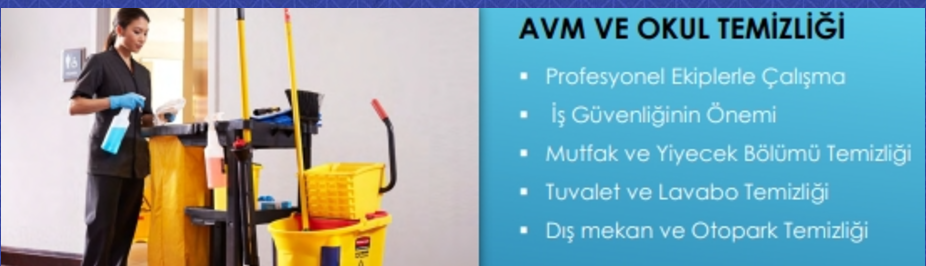 AVM VE OKUL TEMİZLİĞİ
▪ Profesyonel Ekiplerle Çalışma
▪ İş Güvenliğinin Önemi
▪ Mutfak ve Yiyecek Bölümü Temizliği
▪ Tuvalet ve Lavabo Temizliği
▪ Dış mekan ve Otopark Temizliği